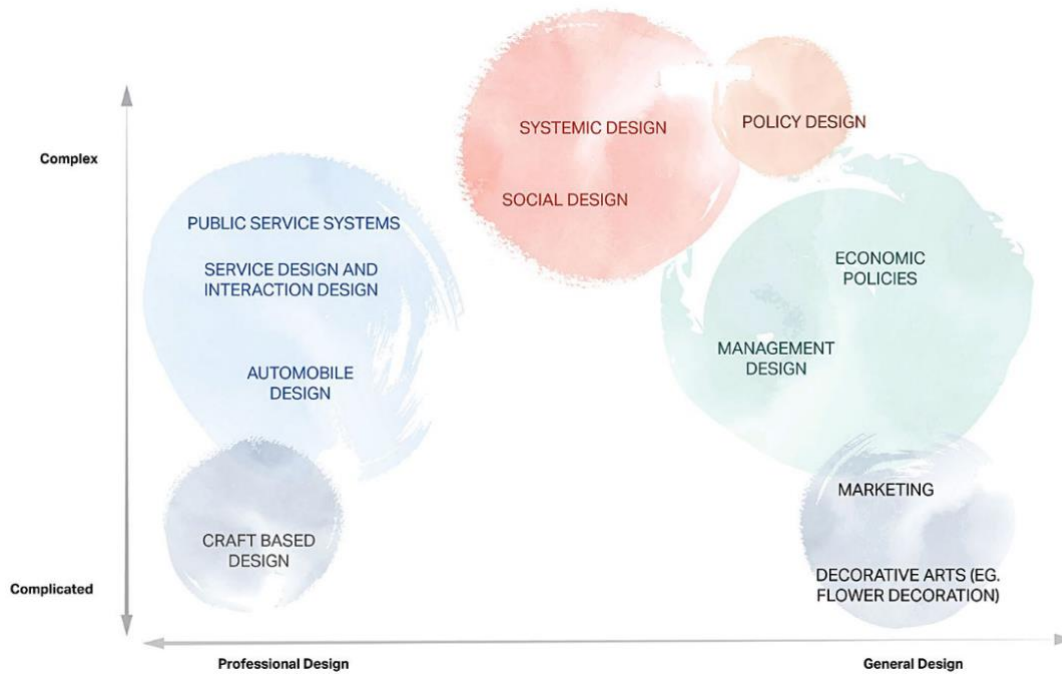 SYSTEMIC DESIGN
POLICY DESIGN
Complex
SOCIAL DESIGN
PUBLIC SERVICE SYSTEMS
SERVICE DESIGN AND
INTERACTION DESIGN
ECONOMIC
POLICIES
MANAGEMENT
DESIGN
AUTOMOBILE
DESIGN
MARKETING
CRAFT BASED
DESIGN
DECORATIVE ARTS (EG.
FLOWER DECORATION)
Complicated
Professional Design
General Design